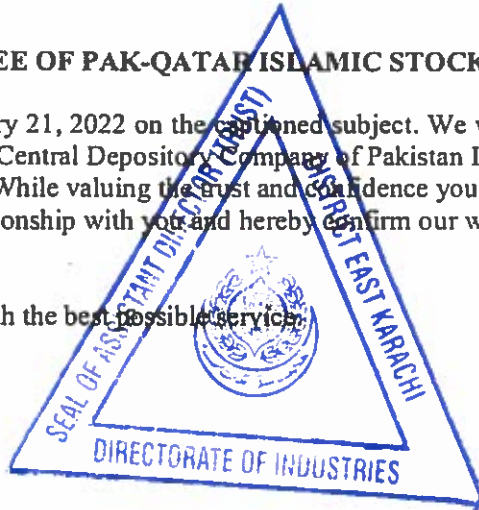 EE OF PAK-QATAR ISLAMIC STOCK
ry 21, 2022 on the captioned subject. We w
Central Depository Company of Pakistan L
While valuing the trust and confidence you
onship with you and hereby confirm our w
h the best possible service.
SEAL OF ASSISTANT DIRECTOR (TRUST)
DISTRICT EAST KARACHI
DIRECTORATE OF INDUSTRIES